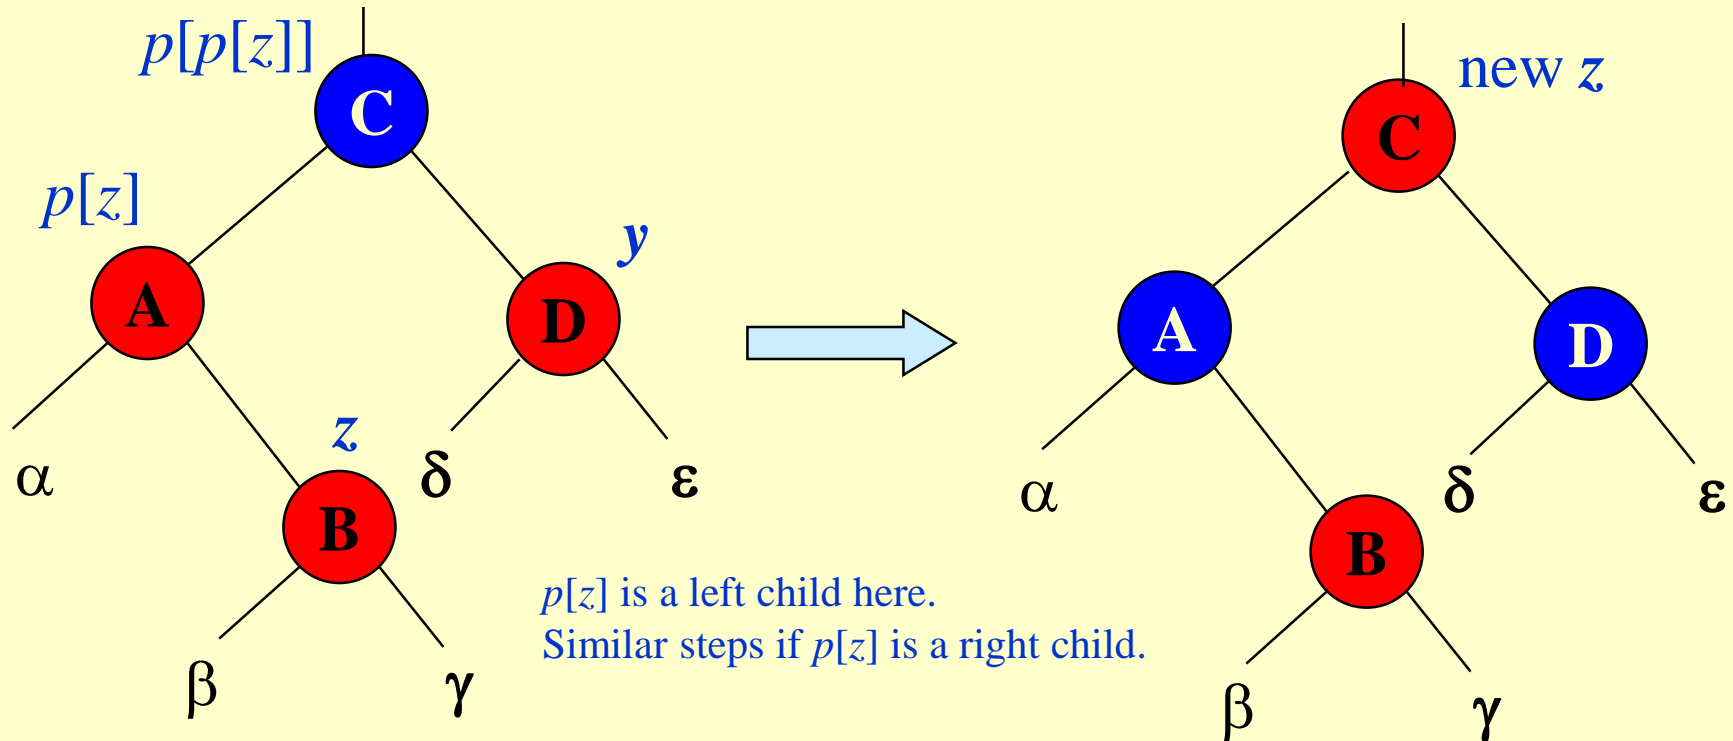 p[p[z]]
C
p[z]
A
y
D
z
B
α
δ
ε
β
γ
new z
C
A
D
α
B
δ
ε
β
γ
p[z] is a left child here.
Similar steps if p[z] is a right child.